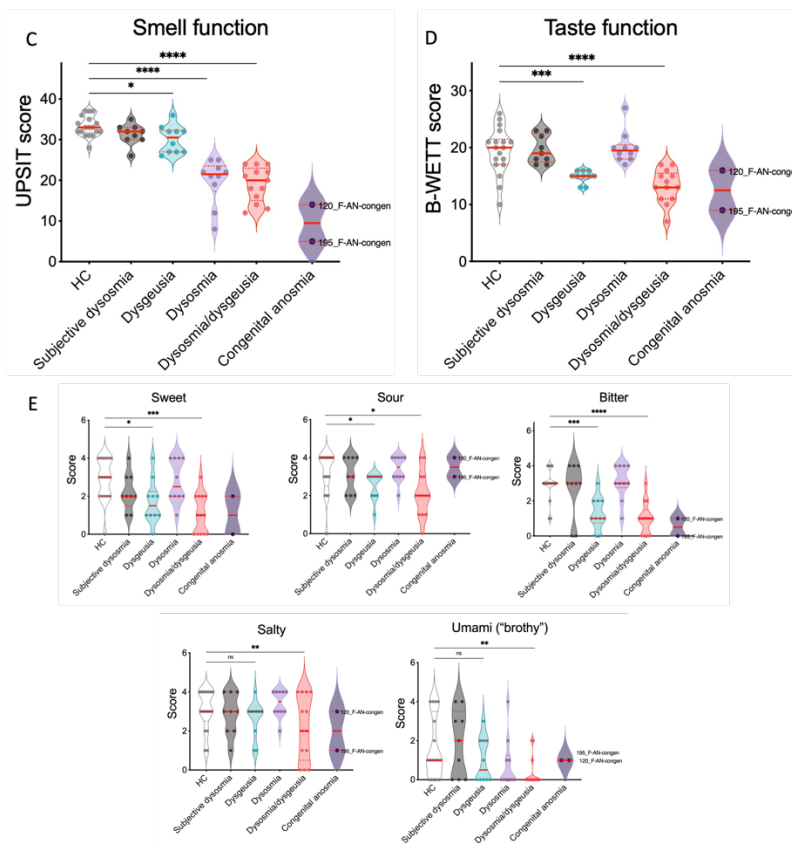 C
Smell function
UPSIT score
40
30
20
10
0
****
****
*
120_F-AN-congen
195_F-AN-congen
HC
Subjective dysosmia
Dysgeusia
Dysosmia
Dysosmia/dysgeusia
Congenital anosmia
D
Taste function
B-WETT score
30
20
10
****
***
120_F-AN-congen
195_F-AN-congen
HC
Subjective dysosmia
Dysgeusia
Dysosmia
Dysosmia/dysgeusia
Congenital anosmia
E
Sweet
Score
6
4
2
0
***
*
HC
Subjective dysosmia
Dysgeusia
Dysosmia
Dysosmia/dysgeusia
Congenital anosmia
Sour
Score
6
4
2
0
*
*
120_F-AN-congen
195_F-AN-congen
HC
Subjective dysosmia
Dysgeusia
Dysosmia
Dysosmia/dysgeusia
Congenital anosmia
Bitter
Score
6
4
2
0
****
***
120_F-AN-congen
195_F-AN-congen
HC
Subjective dysosmia
Dysgeusia
Dysosmia
Dysosmia/dysgeusia
Congenital anosmia
Salty
Score
6
4
2
0
**
ns
120_F-AN-congen
195_F-AN-congen
HC
Subjective dysosmia
Dysgeusia
Dysosmia
Dysosmia/dysgeusia
Congenital anosmia
Umami ("brothy")
Score
6
4
2
0
**
ns
195_F-AN-congen
120_F-AN-congen
HC
Subjective dysosmia
Dysgeusia
Dysosmia
Dysosmia/dysgeusia
Congenital anosmia